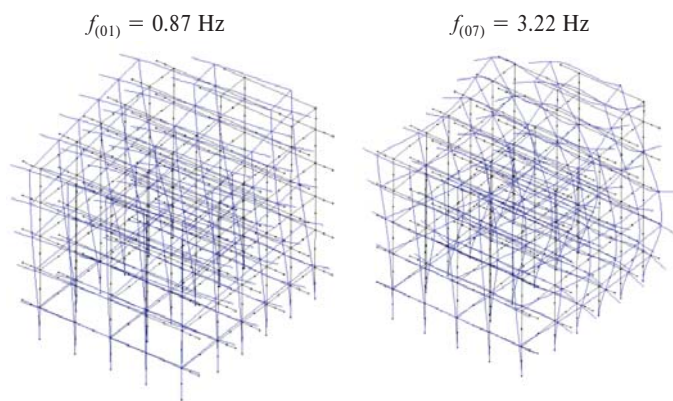 f(01) = 0.87 Hz
f(07) = 3.22 Hz